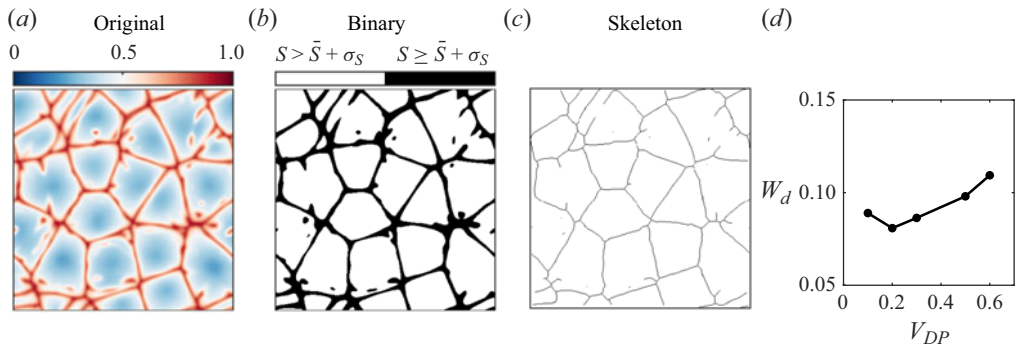 (a) Original
0 0.5 1.0
(b) Binary
S > S̄ + σ_S S ≥ S̄ + σ_S
(c) Skeleton
(d)
0.15
0.10
0.05
W_d
0 0.2 0.4 0.6
V_DP